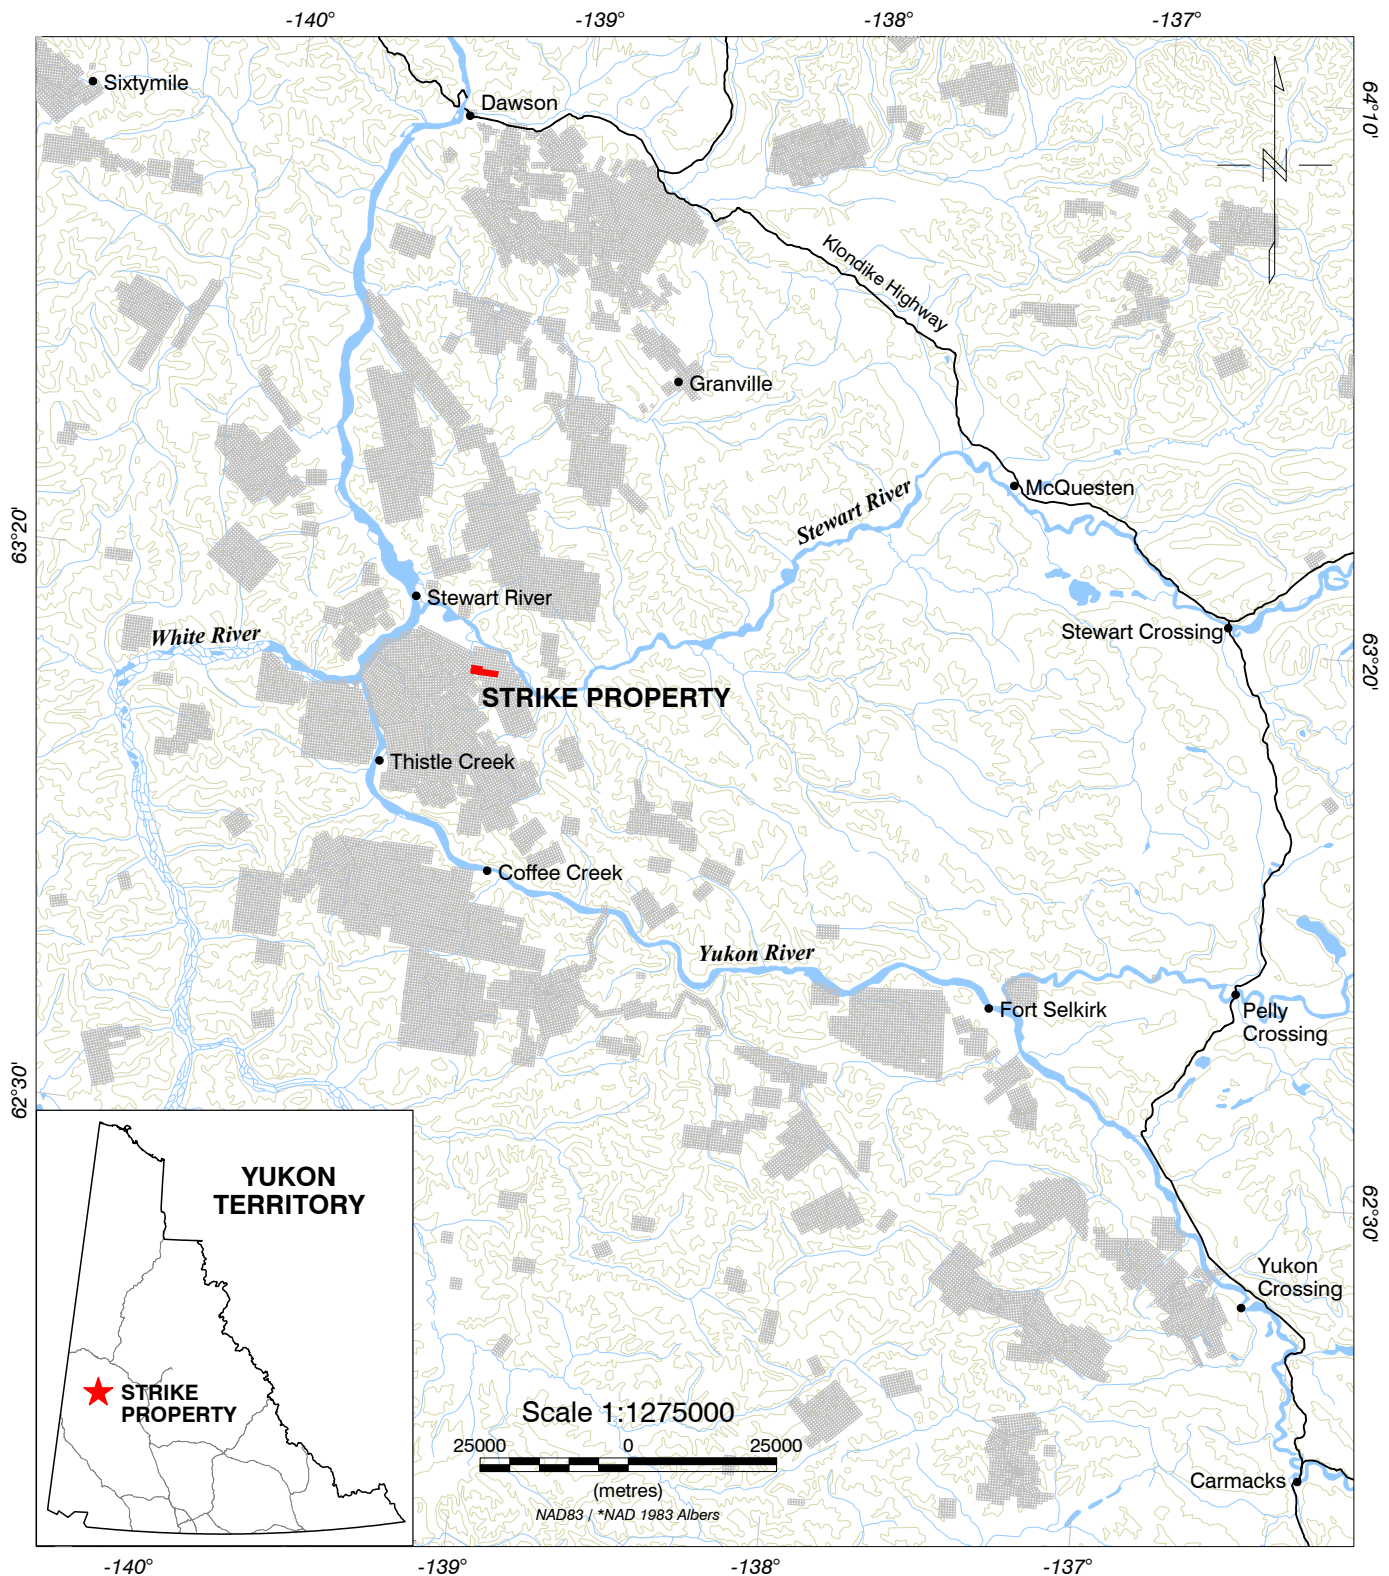 -140°
-139°
-138°
-137°
Sixtymile
Dawson
64°10'
N
Klondike Highway
Granville
McQuesten
Stewart River
63°20'
Stewart River
White River
Stewart Crossing
63°20'
STRIKE PROPERTY
Thistle Creek
Coffee Creek
Yukon River
Fort Selkirk
Pelly
Crossing
62°30'
YUKON
TERRITORY
62°30'
Yukon
Crossing
STRIKE
PROPERTY
Scale 1:1275000
25000
0
25000
(metres)
NAD83 / *NAD 1983 Albers
Carmacks
-140°
-139°
-138°
-137°